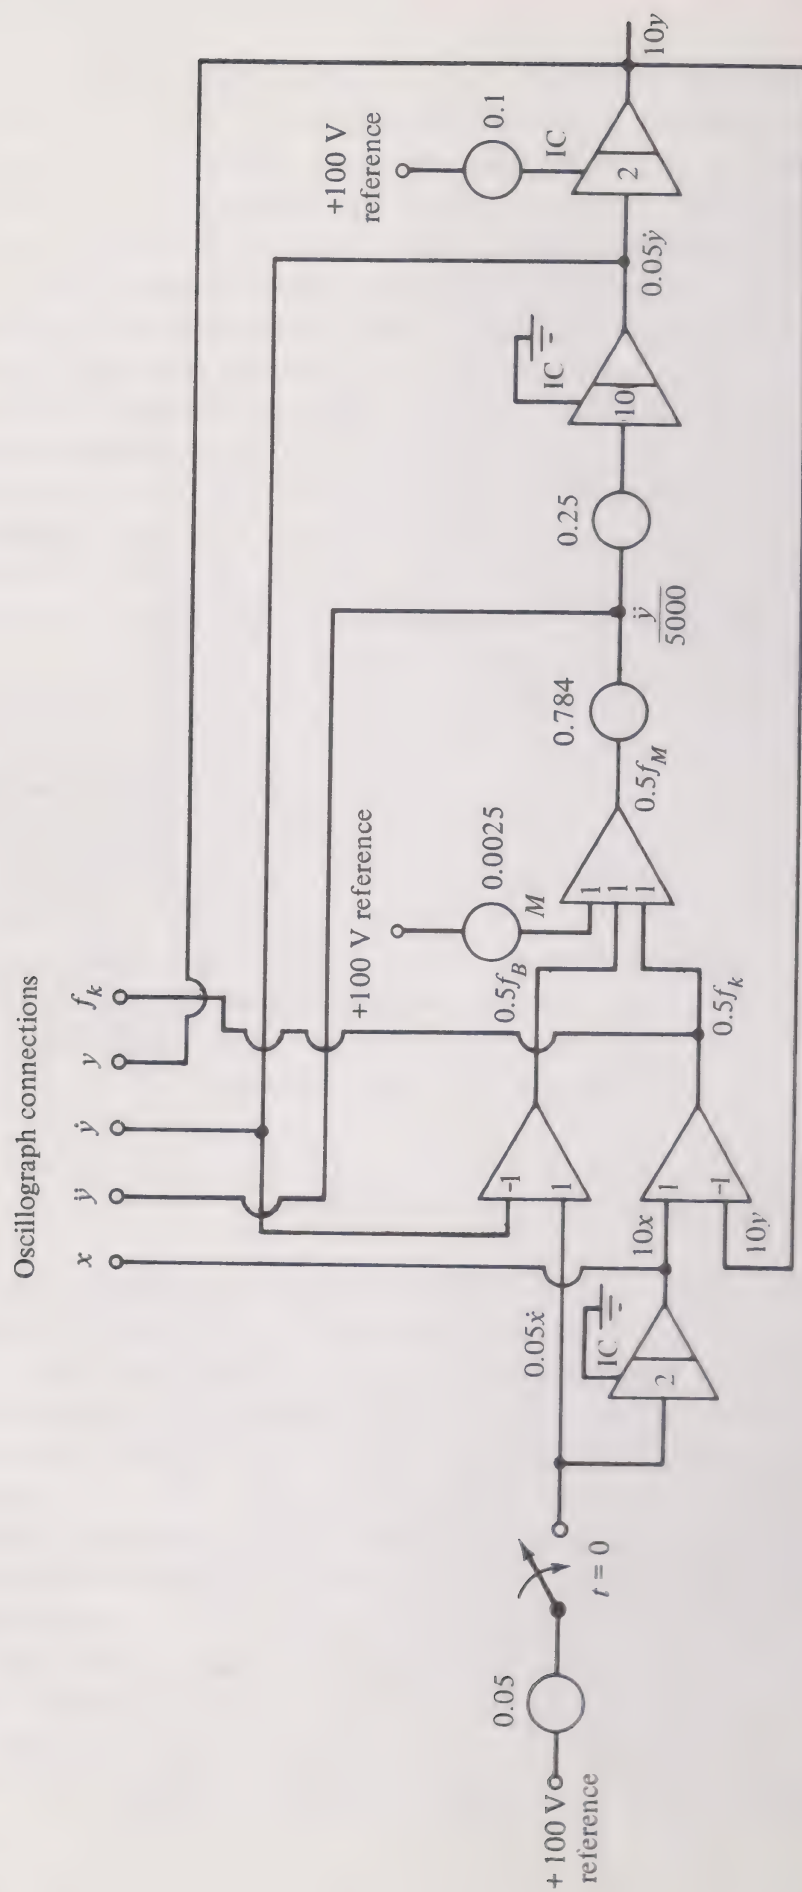 Oscillograph connections
x
ÿ
ẏ
y
f_k
+100 V
reference
0.05
t = 0
0.05ẋ
IC
2
10x
10y
-1
1
1
-1
0.5f_B
0.5f_k
+100 V reference
0.0025
M
1
1
1
0.5f_M
0.784
ÿ
5000
0.25
IC
10
0.05ẏ
+100 V
reference
0.1
IC
2
10y